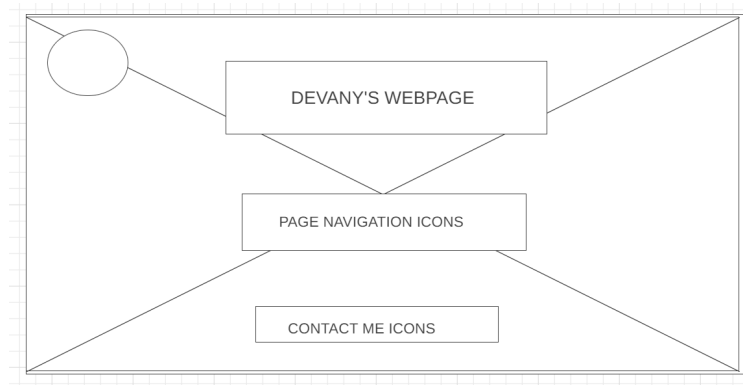 DEVANY'S WEBPAGE
PAGE NAVIGATION ICONS
CONTACT ME ICONS